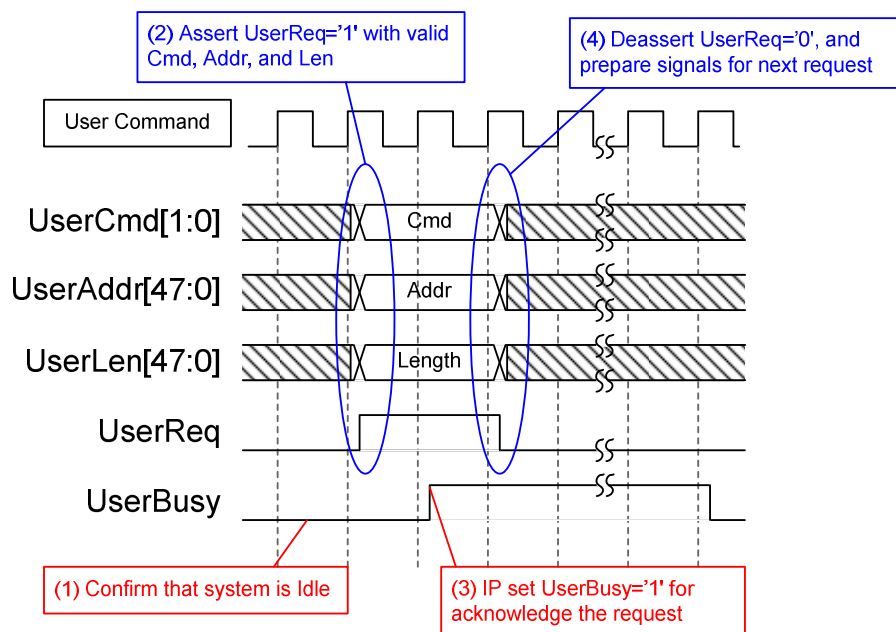 (2) Assert UserReq='1' with valid
Cmd, Addr, and Len
(4) Deassert UserReq='0', and
prepare signals for next request
User Command
UserCmd[1:0]
Cmd
UserAddr[47:0]
Addr
UserLen[47:0]
Length
UserReq
UserBusy
(1) Confirm that system is Idle
(3) IP set UserBusy='1' for
acknowledge the request